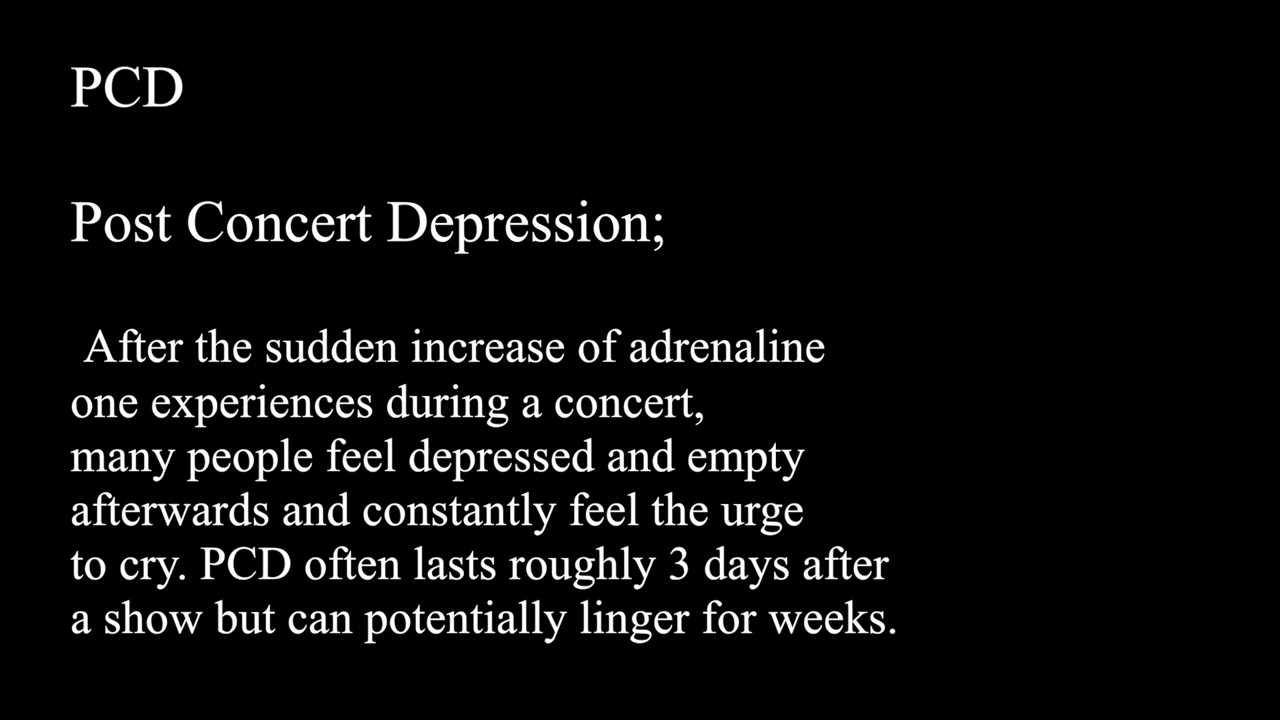 PCD
Post Concert Depression;
After the sudden increase of adrenaline
one experiences during a concert,
many people feel depressed and empty
afterwards and constantly feel the urge
to cry. PCD often lasts roughly 3 days after
a show but can potentially linger for weeks.